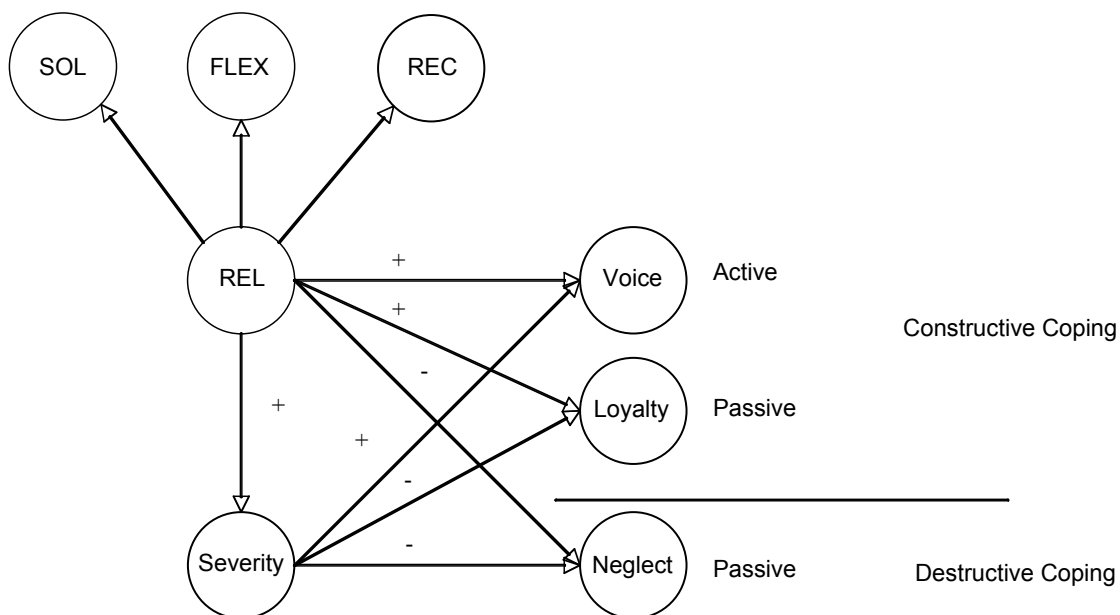 SOL FLEX REC
REL
+
Voice Active
+
Constructive Coping
-
+
Loyalty Passive
+
-
-
Severity Neglect Passive Destructive Coping